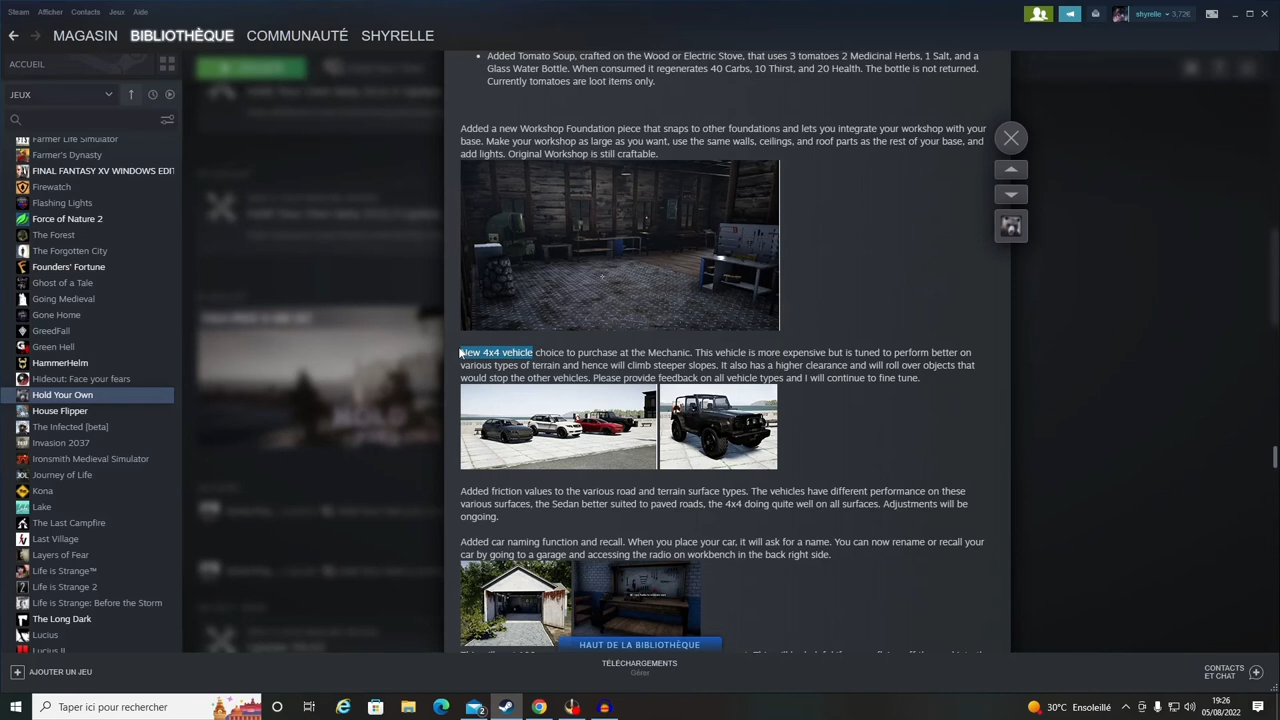 Steam Afficher Contacts Jeux Aide
shyrelle 3,72€
MAGASIN BIBLIOTHÈQUE COMMUNAUTÉ SHYRELLE
ACCUEIL
JEUX
Farmer Life Simulator
Farmer's Dynasty
FINAL FANTASY XV WINDOWS EDIT
Firewatch
Flashing Lights
Force of Nature 2
The Forest
The Forgotten City
Founders' Fortune
Ghost of a Tale
Going Medieval
Gone Home
GreedFall
Green Hell
HammerHelm
Hideout: Face your fears
Hold Your Own
House Flipper
The Infected [beta]
Invasion 2037
Ironsmith Medieval Simulator
Journey of Life
Kona
Lake
The Last Campfire
Last Village
Layers of Fear
Life is Strange™
Life is Strange 2
Life is Strange: Before the Storm
The Long Dark
Lucius
Lucius II
Added Tomato Soup, crafted on the Wood or Electric Stove, that uses 3 tomatoes 2 Medicinal Herbs, 1 Salt, and a
Glass Water Bottle. When consumed it regenerates 40 Carbs, 10 Thirst, and 20 Health. The bottle is not returned.
Currently tomatoes are loot items only.
Added a new Workshop Foundation piece that snaps to other foundations and lets you integrate your workshop with your
base. Make your workshop as large as you want, use the same walls, ceilings, and roof parts as the rest of your base, and
add lights. Original Workshop is still craftable.
New 4x4 vehicle choice to purchase at the Mechanic. This vehicle is more expensive but is tuned to perform better on
various types of terrain and hence will climb steeper slopes. It also has a higher clearance and will roll over objects that
would stop the other vehicles. Please provide feedback on all vehicle types and I will continue to fine tune.
Added friction values to the various road and terrain surface types. The vehicles have different performance on these
various surfaces, the Sedan better suited to paved roads, the 4x4 doing quite well on all surfaces. Adjustments will be
ongoing.
Added car naming function and recall. When you place your car, it will ask for a name. You can now rename or recall your
car by going to a garage and accessing the radio on workbench in the back right side.
HAUT DE LA BIBLIOTHÈQUE
AJOUTER UN JEU
TÉLÉCHARGEMENTS
Gérer
CONTACTS
ET CHAT
Taper ici pour rechercher
2
30°C Ensoleillé
19:26
05/08/2022